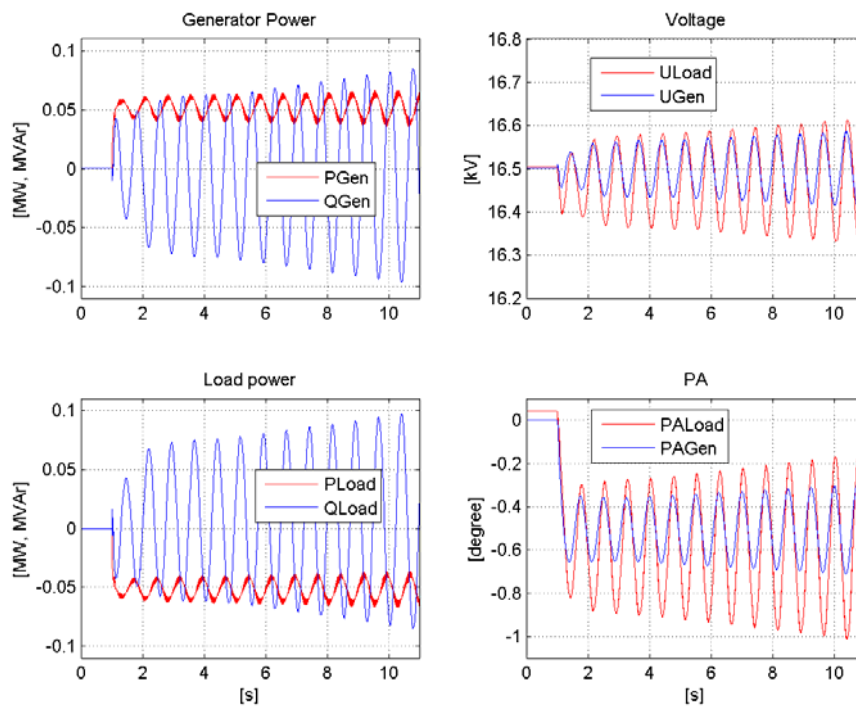 Generator Power
0.1
0.05
0
-0.05
-0.1
[MW, MVAr]
PGen
QGen
0 2 4 6 8 10
Voltage
16.8
16.7
16.6
16.5
16.4
16.3
16.2
[kV]
ULoad
UGen
0 2 4 6 8 10
Load power
0.1
0.05
0
-0.05
-0.1
[MW, MVAr]
PLoad
QLoad
0 2 4 6 8 10
[s]
PA
0
-0.2
-0.4
-0.6
-0.8
-1
[degree]
PALoad
PAGen
0 2 4 6 8 10
[s]